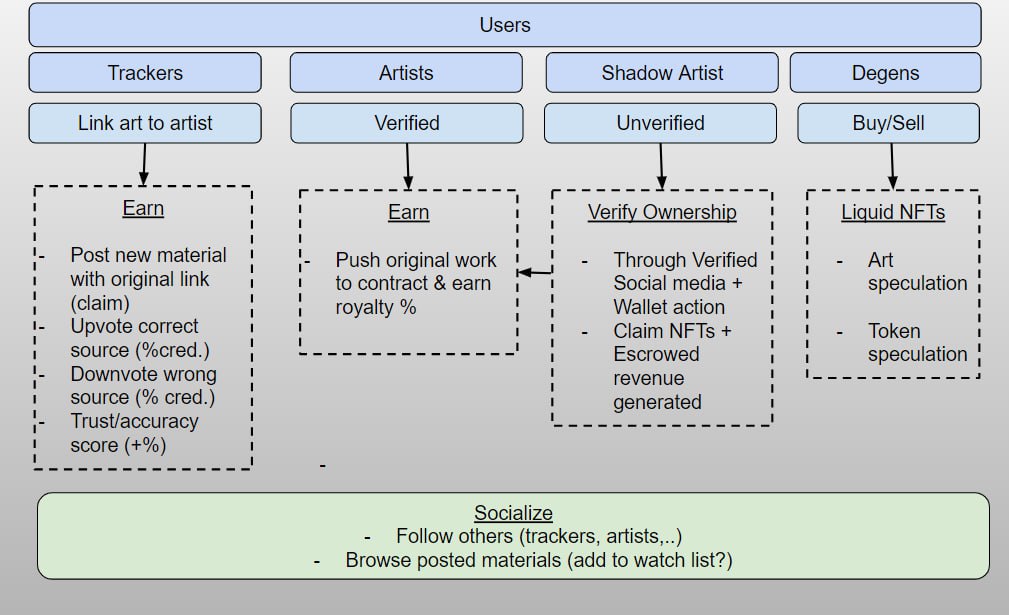 Users
Trackers
Artists
Shadow Artist
Degens
Link art to artist
Verified
Unverified
Buy/Sell
Earn
- Post new material
with original link
(claim)
- Upvote correct
source (%cred.)
- Downvote wrong
source (% cred.)
- Trust/accuracy
score (+%)
Earn
- Push original work
to contract & earn
royalty %
-
Verify Ownership
- Through Verified
Social media +
Wallet action
- Claim NFTs +
Escrowed
revenue
generated
Liquid NFTs
- Art
speculation
- Token
speculation
Socialize
- Follow others (trackers, artists,..)
- Browse posted materials (add to watch list?)